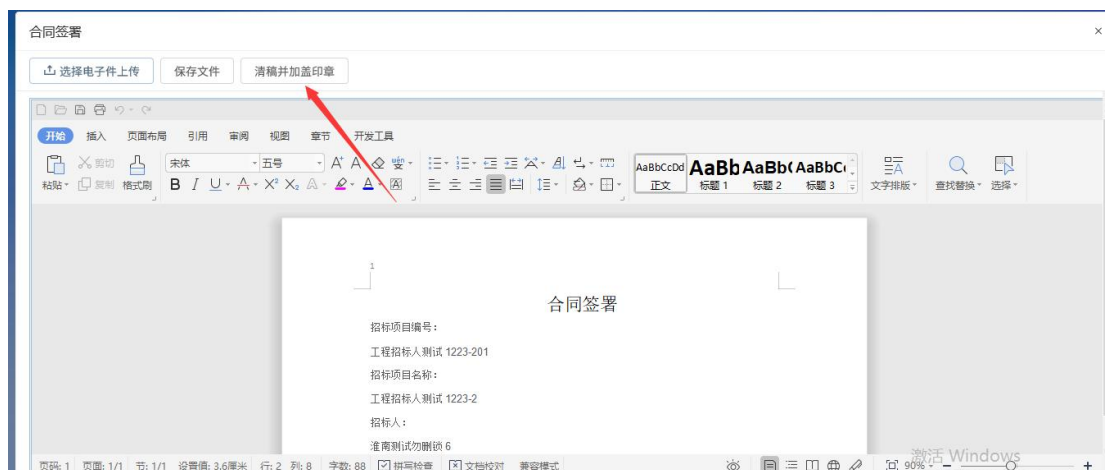 合同签署 ×
选择电子件上传 保存文件 清稿并加盖印章
开始 插入 页面布局 引用 审阅 视图 章节 开发工具
粘贴 剪切 复制 格式刷 宋体 五号 A⁺ A wén
B I U A X² X₂ A A A
AaBbCcDd AaBb AaBb( AaBbC(
正文 标题 1 标题 2 标题 3 文字排版 查找替换 选择
1
合同签署
招标项目编号：
工程招标人测试 1223-201
招标项目名称：
工程招标人测试 1223-2
招标人：
淮南测试勿删锁 6
激活 Windows
页码: 1 页面: 1/1 节: 1/1 设置值: 3.6厘米 行: 2 列: 8 字数: 88 拼写检查 文档校对 兼容模式 90% - +